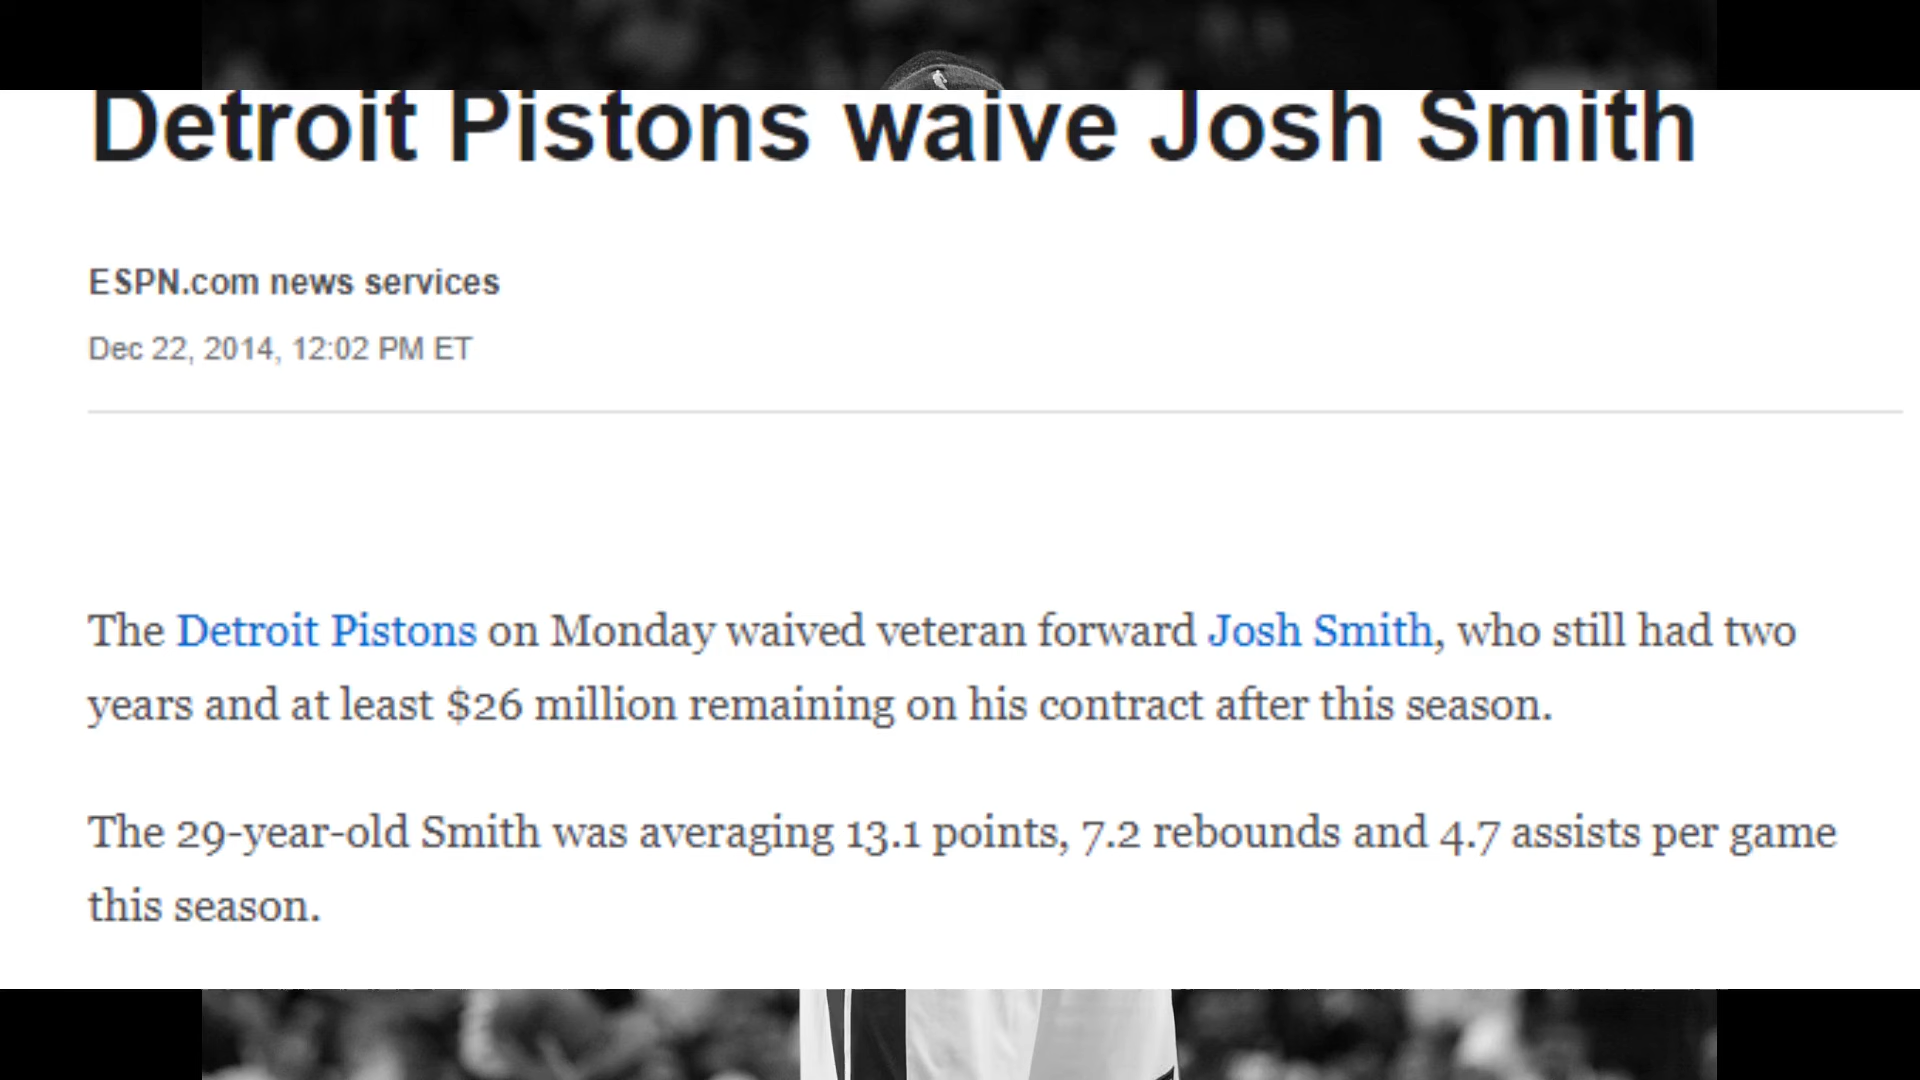 Detroit Pistons waive Josh Smith
ESPN.com news services
Dec 22, 2014, 12:02 PM ET
The Detroit Pistons on Monday waived veteran forward Josh Smith, who still had two
years and at least $26 million remaining on his contract after this season.
The 29-year-old Smith was averaging 13.1 points, 7.2 rebounds and 4.7 assists per game
this season.